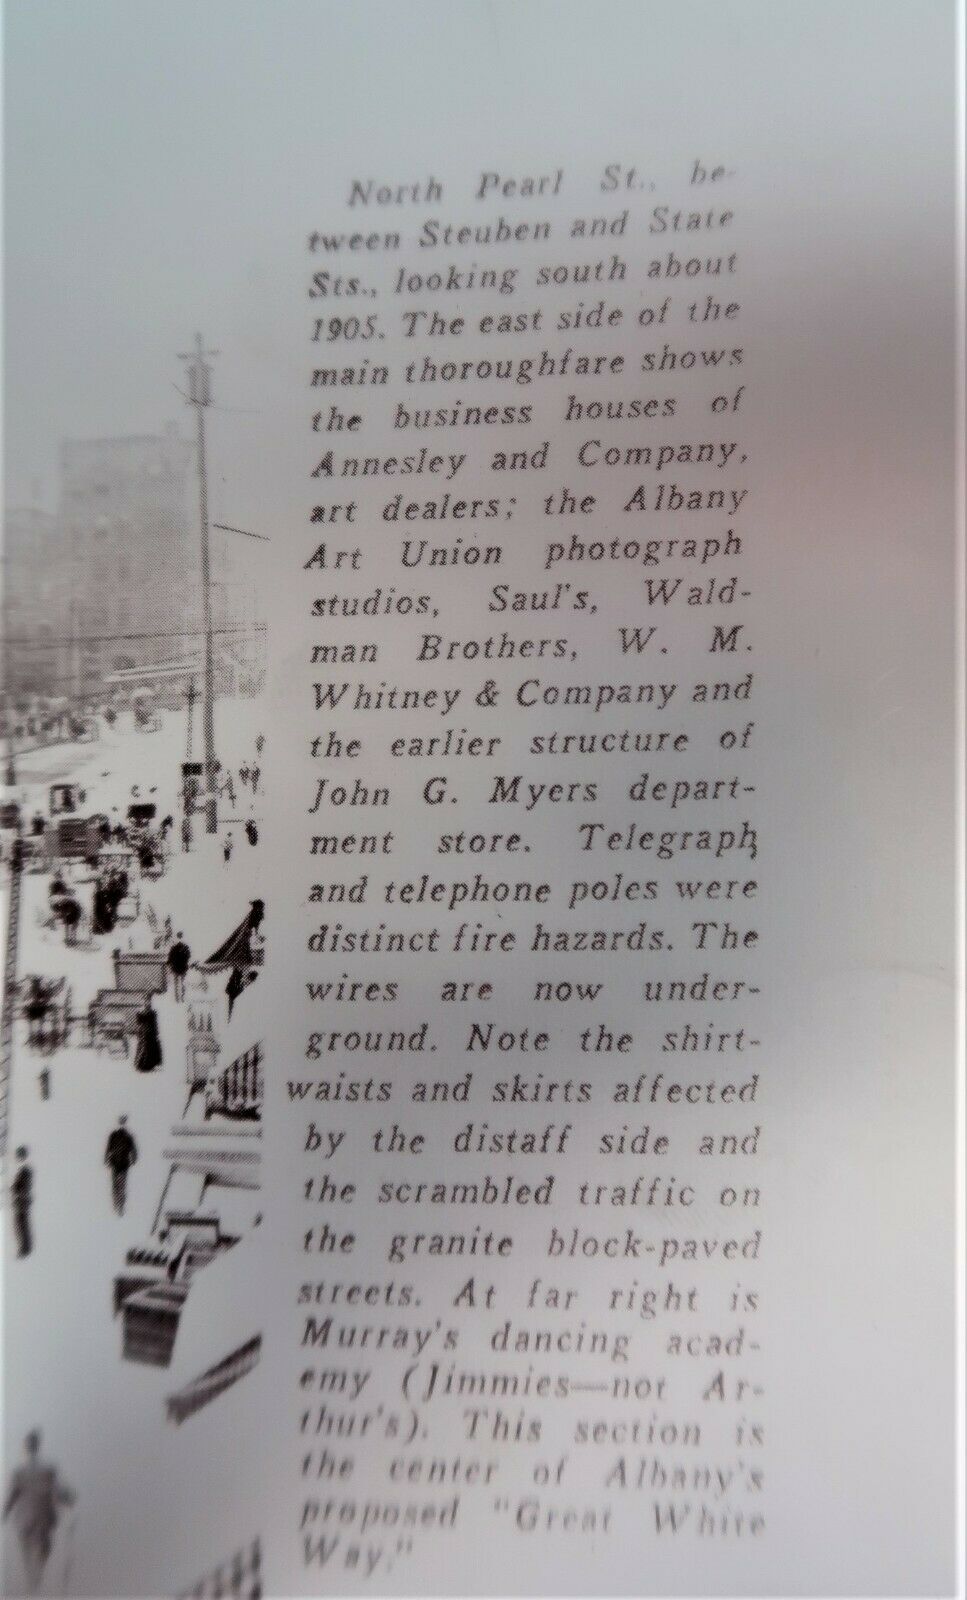 North Pearl St., be-
tween Steuben and State
Sts., looking south about
1905. The east side of the
main thoroughfare shows
the business houses of
Annesley and Company,
art dealers; the Albany
Art Union photograph
studios, Saul's, Wald-
man Brothers, W. M.
Whitney & Company and
the earlier structure of
John G. Myers depart-
ment store. Telegraph
and telephone poles were
distinct fire hazards. The
wires are now under-
ground. Note the shirt-
waists and skirts affected
by the distaff side and
the scrambled traffic on
the granite block-paved
streets. At far right is
Murray's dancing acad-
emy (Jimmies—not Ar-
thur's). This section is
the center of Albany's
proposed "Great White
Way."